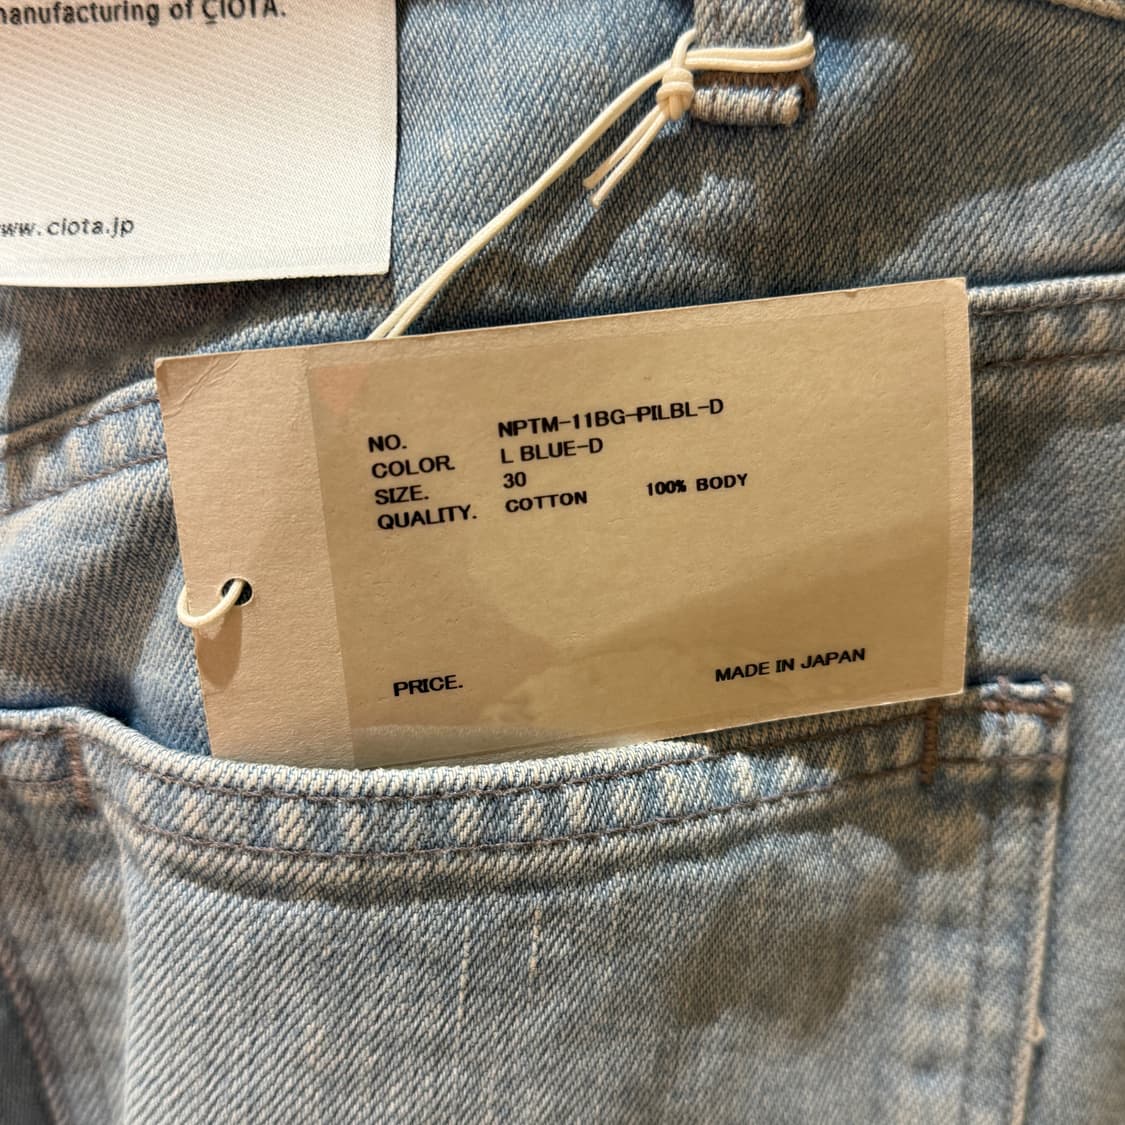 manufacturing of CIOTA.
www.ciota.jp
NO. NPTM-11BG-PILBL-D
COLOR. L BLUE-D
SIZE. 30
QUALITY. COTTON 100% BODY
PRICE. MADE IN JAPAN